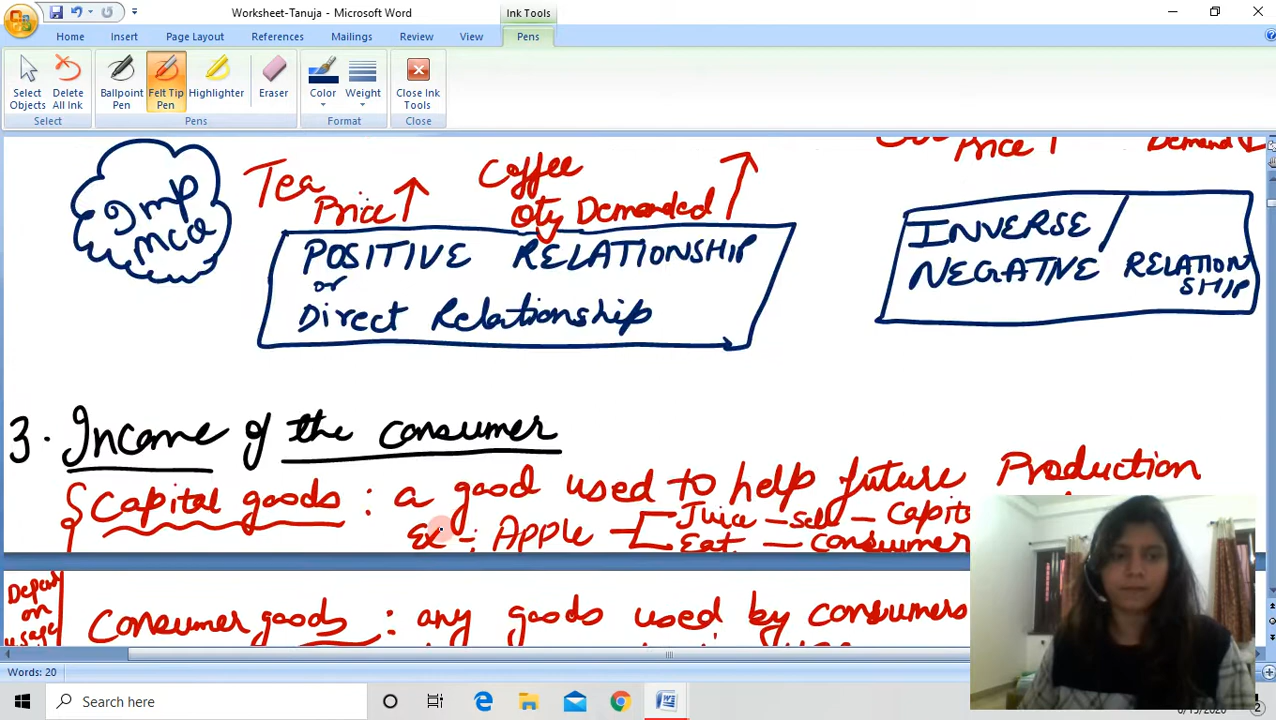 Worksheet-Tanuja - Microsoft Word
Ink Tools
Home Insert Page Layout References Mailings Review View Pens
Select Objects
Delete All Ink
Ballpoint Pen
Felt Tip Pen
Highlighter
Eraser
Color
Weight
Close Ink Tools
Select Pens Format Close
Price
Demand
Tea
Price
Coffee
Qty Demanded
Imp
MCQ
POSITIVE RELATIONSHIP
or
Direct Relationship
INVERSE /
NEGATIVE RELATION
SHIP
3. Income of the consumer
Capital goods : a good used to help future Production
Ex - : Apple
Juice - sell - Capit
Eat - consumer
Depend
on
usage
Consumer goods : any goods used by consumers
Words: 20
Search here
2